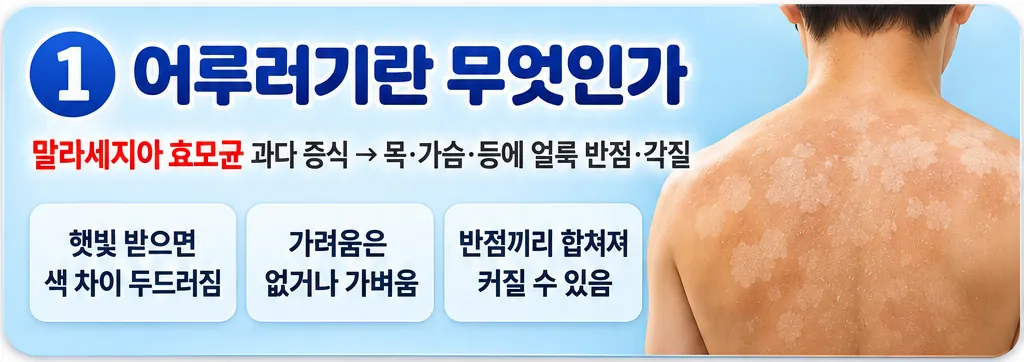 1 어루러기란 무엇인가
말라세지아 효모균 과다 증식 → 목·가슴·등에 얼룩 반점·각질
햇빛 받으면
색 차이 두드러짐
가려움은
없거나 가벼움
반점끼리 합쳐져
커질 수 있음